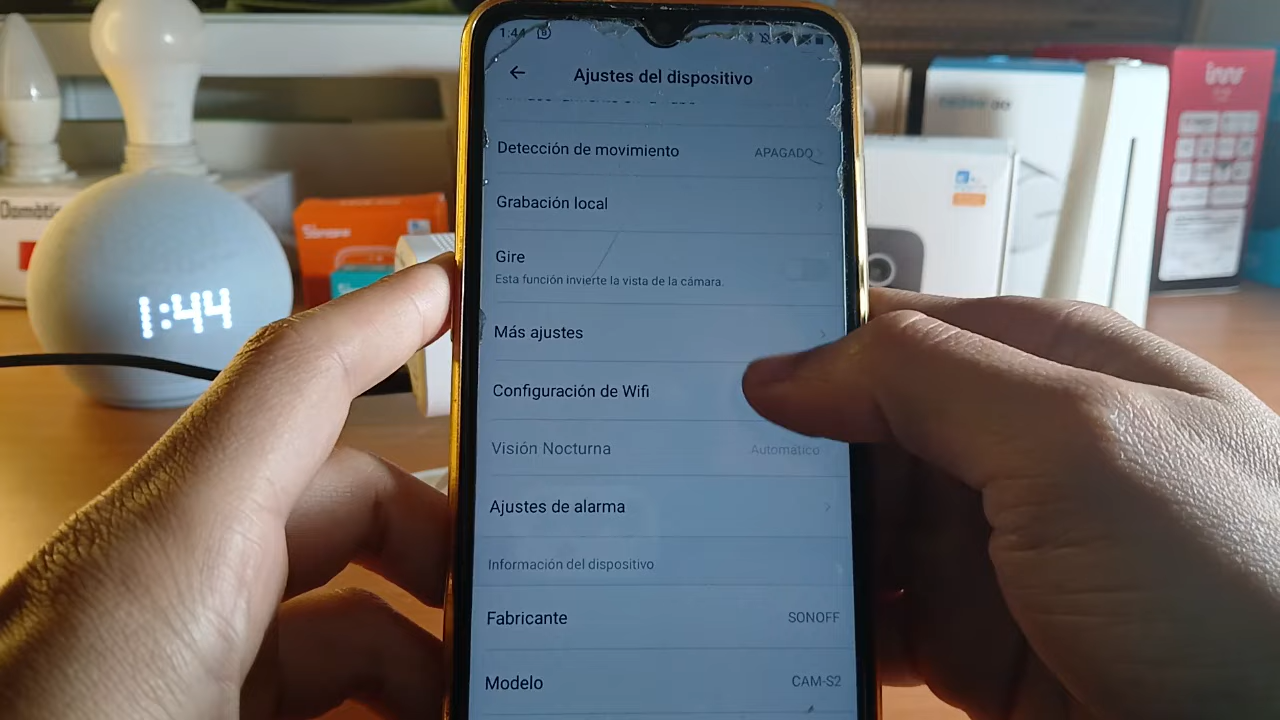 1:44
Ajustes del dispositivo
Detección de movimiento
APAGADO
Grabación local
Gire
Esta función invierte la vista de la cámara.
Más ajustes
Configuración de Wifi
Visión Nocturna
Automático
Ajustes de alarma
Información del dispositivo
Fabricante
SONOFF
Modelo
CAM-S2
1:44
innr